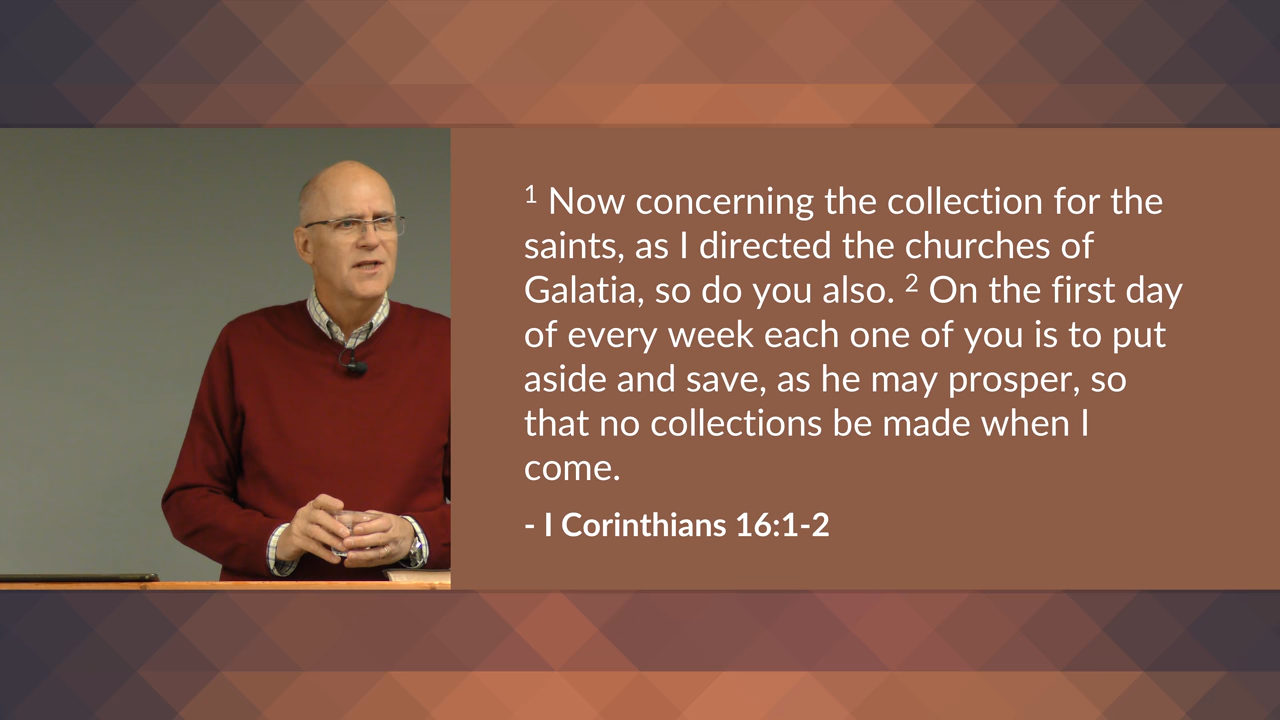 ¹ Now concerning the collection for the
saints, as I directed the churches of
Galatia, so do you also. ² On the first day
of every week each one of you is to put
aside and save, as he may prosper, so
that no collections be made when I
come.
- I Corinthians 16:1-2